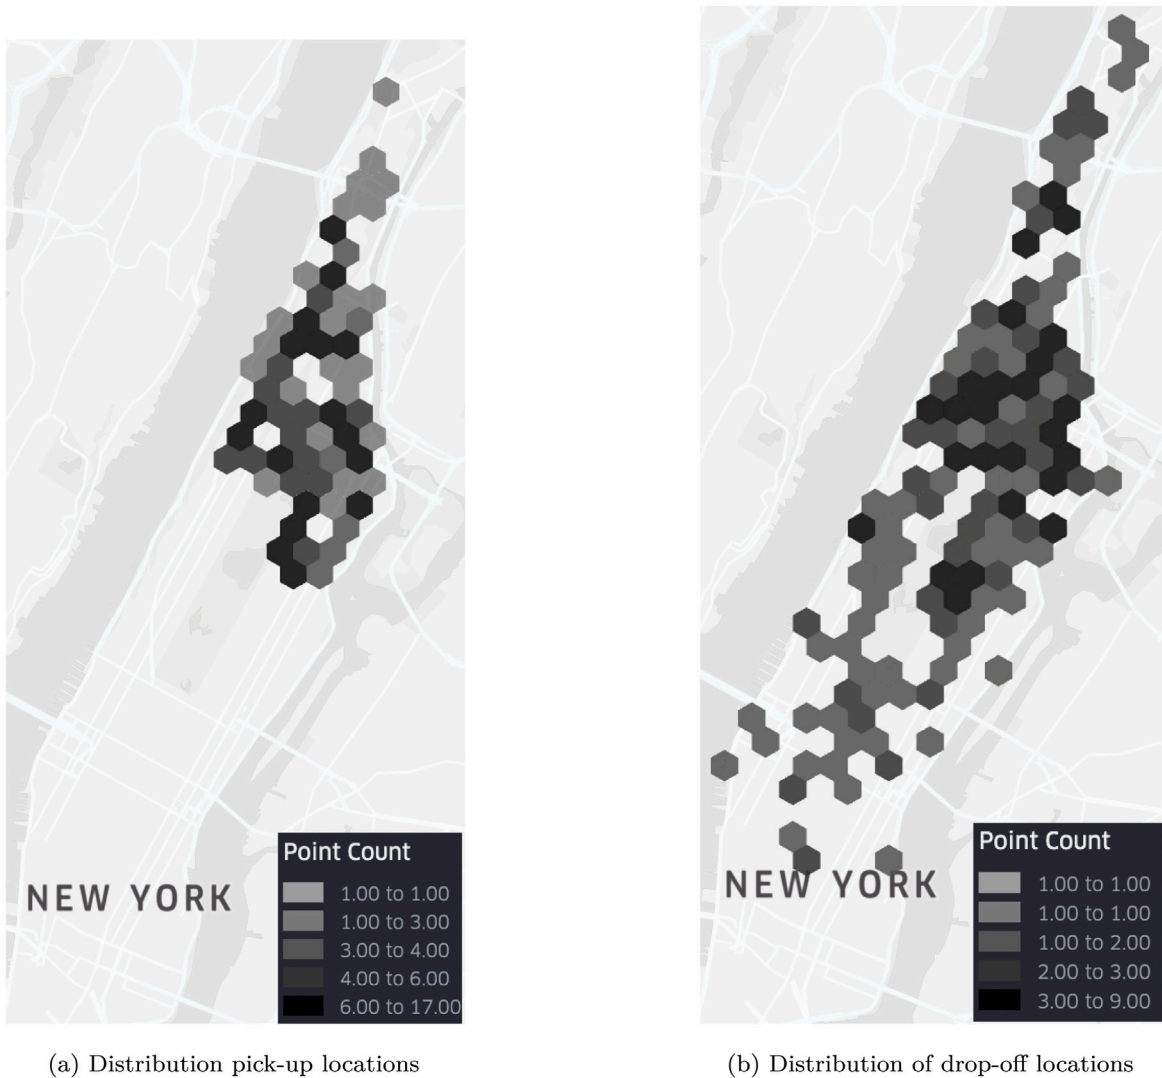 NEW YORK
Point Count
1.00 to 1.00
1.00 to 3.00
3.00 to 4.00
4.00 to 6.00
6.00 to 17.00
(a) Distribution pick-up locations
NEW YORK
Point Count
1.00 to 1.00
1.00 to 1.00
1.00 to 2.00
2.00 to 3.00
3.00 to 9.00
(b) Distribution of drop-off locations